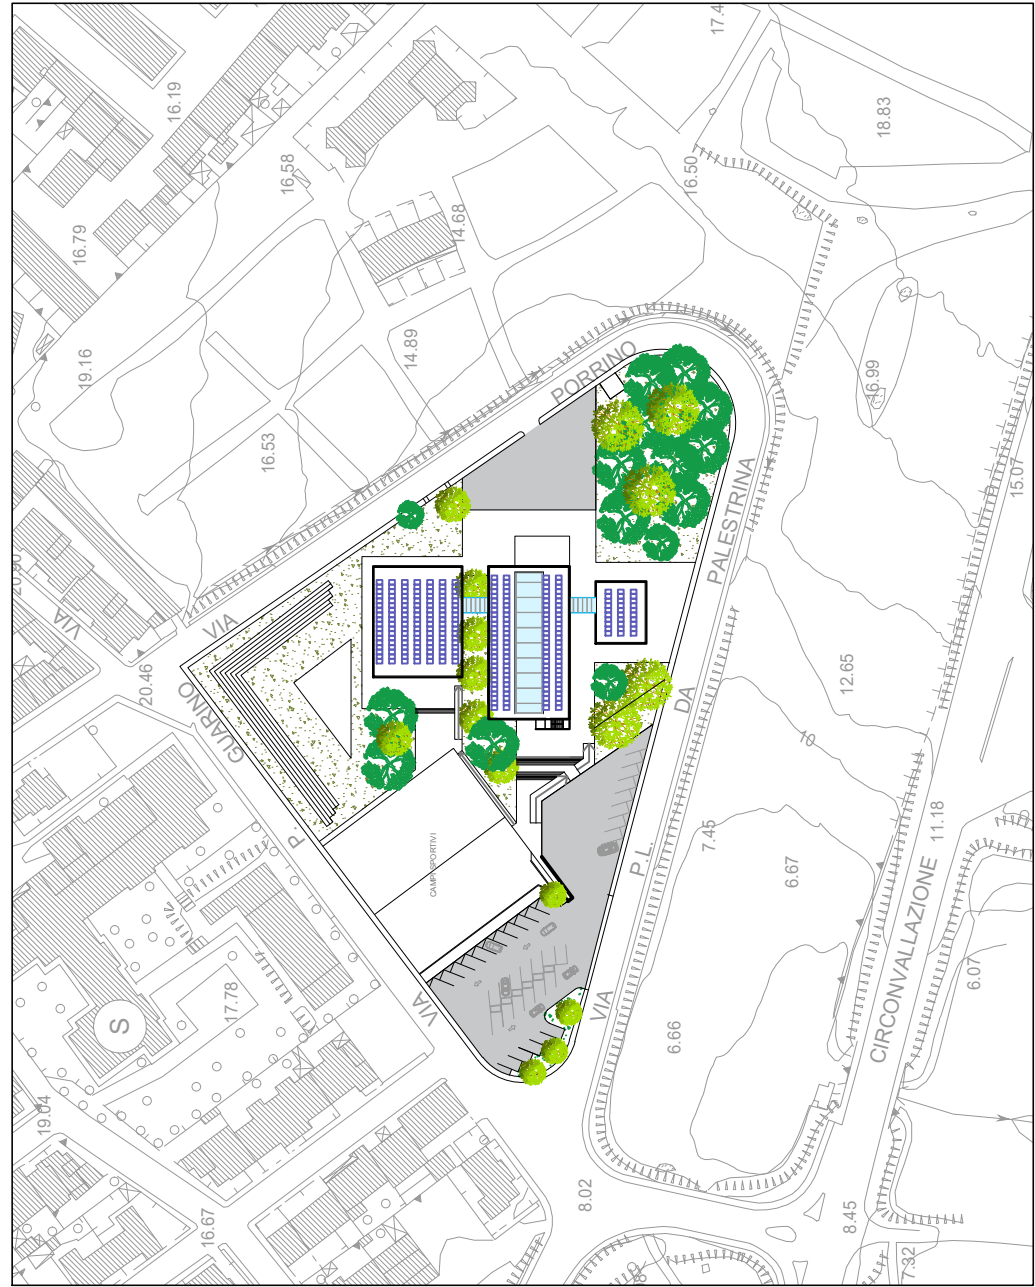 17.4
16.19
18.83
16.58
16.50
16.79
14.68
19.16
14.89
16.99
PORRINO
16.53
15.07
PALESTRINA
20.90
VIA
VIA
20.46
GUARINO
12.65
DA
10
P.
7.45
11.18
CAMPI SPORTIVI
P.L.
6.67
CIRCONVALLAZIONE
6.07
17.78
S
VIA
VIA
6.66
19.04
8.02
16.67
8.45
7.32